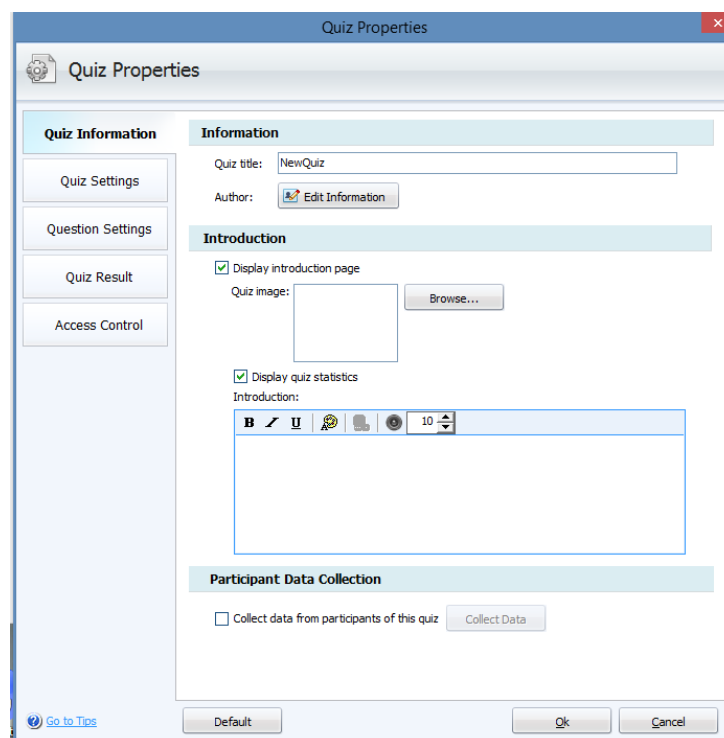 Quiz Properties
Quiz Properties
Quiz Information
Quiz Settings
Question Settings
Quiz Result
Access Control
Information
Quiz title: NewQuiz
Author: Edit Information
Introduction
Display introduction page
Quiz image: Browse...
Display quiz statistics
Introduction:
B I U 10
Participant Data Collection
Collect data from participants of this quiz Collect Data
Go to Tips Default Ok Cancel